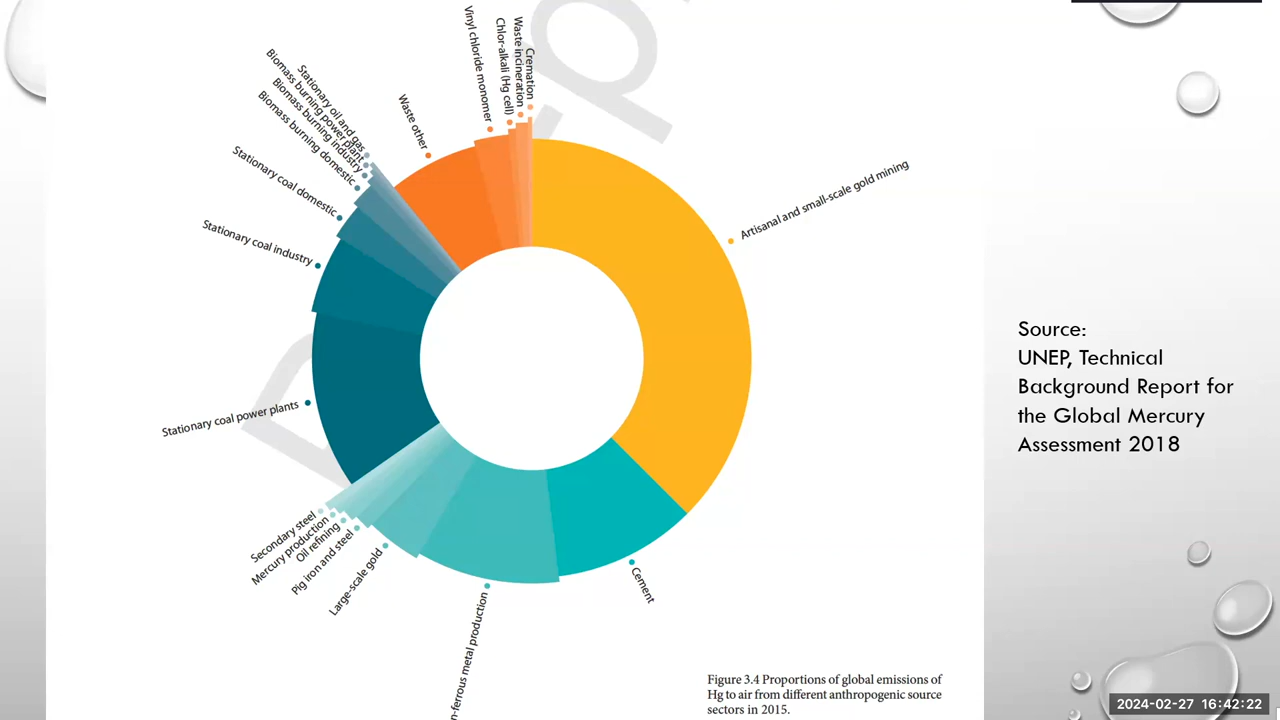 Cremation
Waste incineration
Chlor-alkali (Hg cell)
Vinyl chloride monomer
Waste other
Stationary oil and gas
Biomass burning power plant
Biomass burning industry
Biomass burning domestic
Stationary coal domestic
Stationary coal industry
Stationary coal power plants
Secondary steel
Mercury production
Oil refining
Pig iron and steel
Large-scale gold
n-ferrous metal production
Cement
Artisanal and small-scale gold mining
Figure 3.4 Proportions of global emissions of
Hg to air from different anthropogenic source
sectors in 2015.
Source:
UNEP, Technical
Background Report for
the Global Mercury
Assessment 2018
2024-02-27 16:42:22